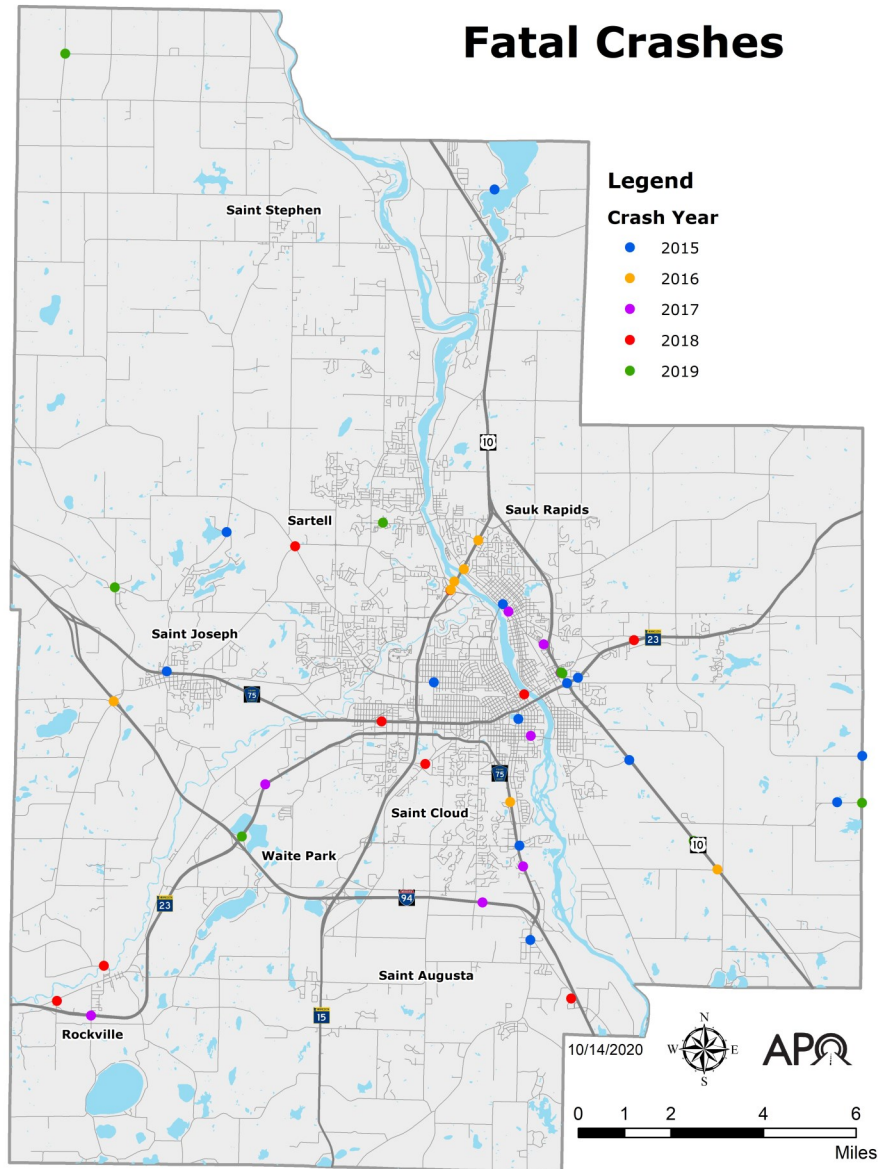 Fatal Crashes
Legend
Crash Year
2015
2016
2017
2018
2019
Saint Stephen
10
Sartell
Sauk Rapids
Saint Joseph
23
75
75
Saint Cloud
Waite Park
10
94
23
Saint Augusta
15
Rockville
10/14/2020
N
W
E
S
APO
0 1 2 4 6
Miles